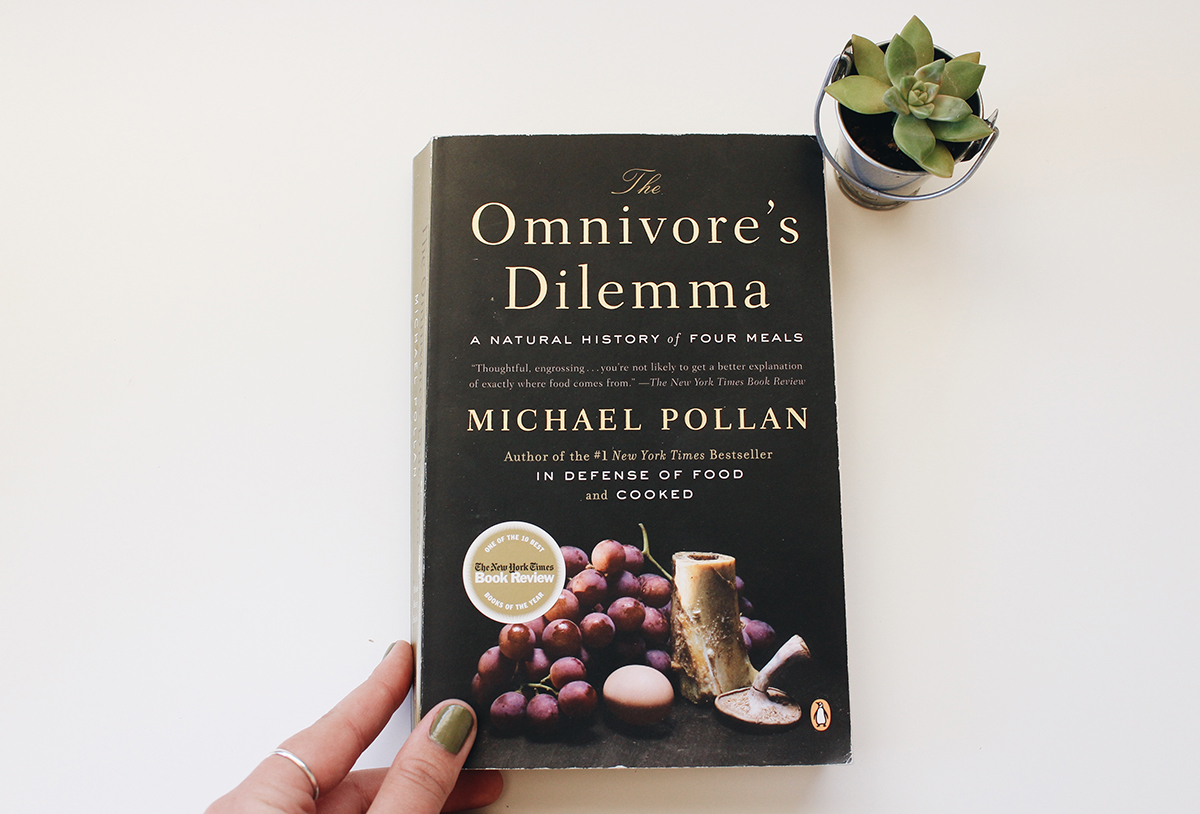 The
Omnivore's
Dilemma
A NATURAL HISTORY of FOUR MEALS
“Thoughtful, engrossing . . . you're not likely to get a better explanation
of exactly where food comes from.” —The New York Times Book Review
MICHAEL POLLAN
Author of the #1 New York Times Bestseller
IN DEFENSE OF FOOD
and COOKED
ONE OF THE 10 BEST
The New York Times
Book Review
BOOKS OF THE YEAR
MICHAEL POLLAN